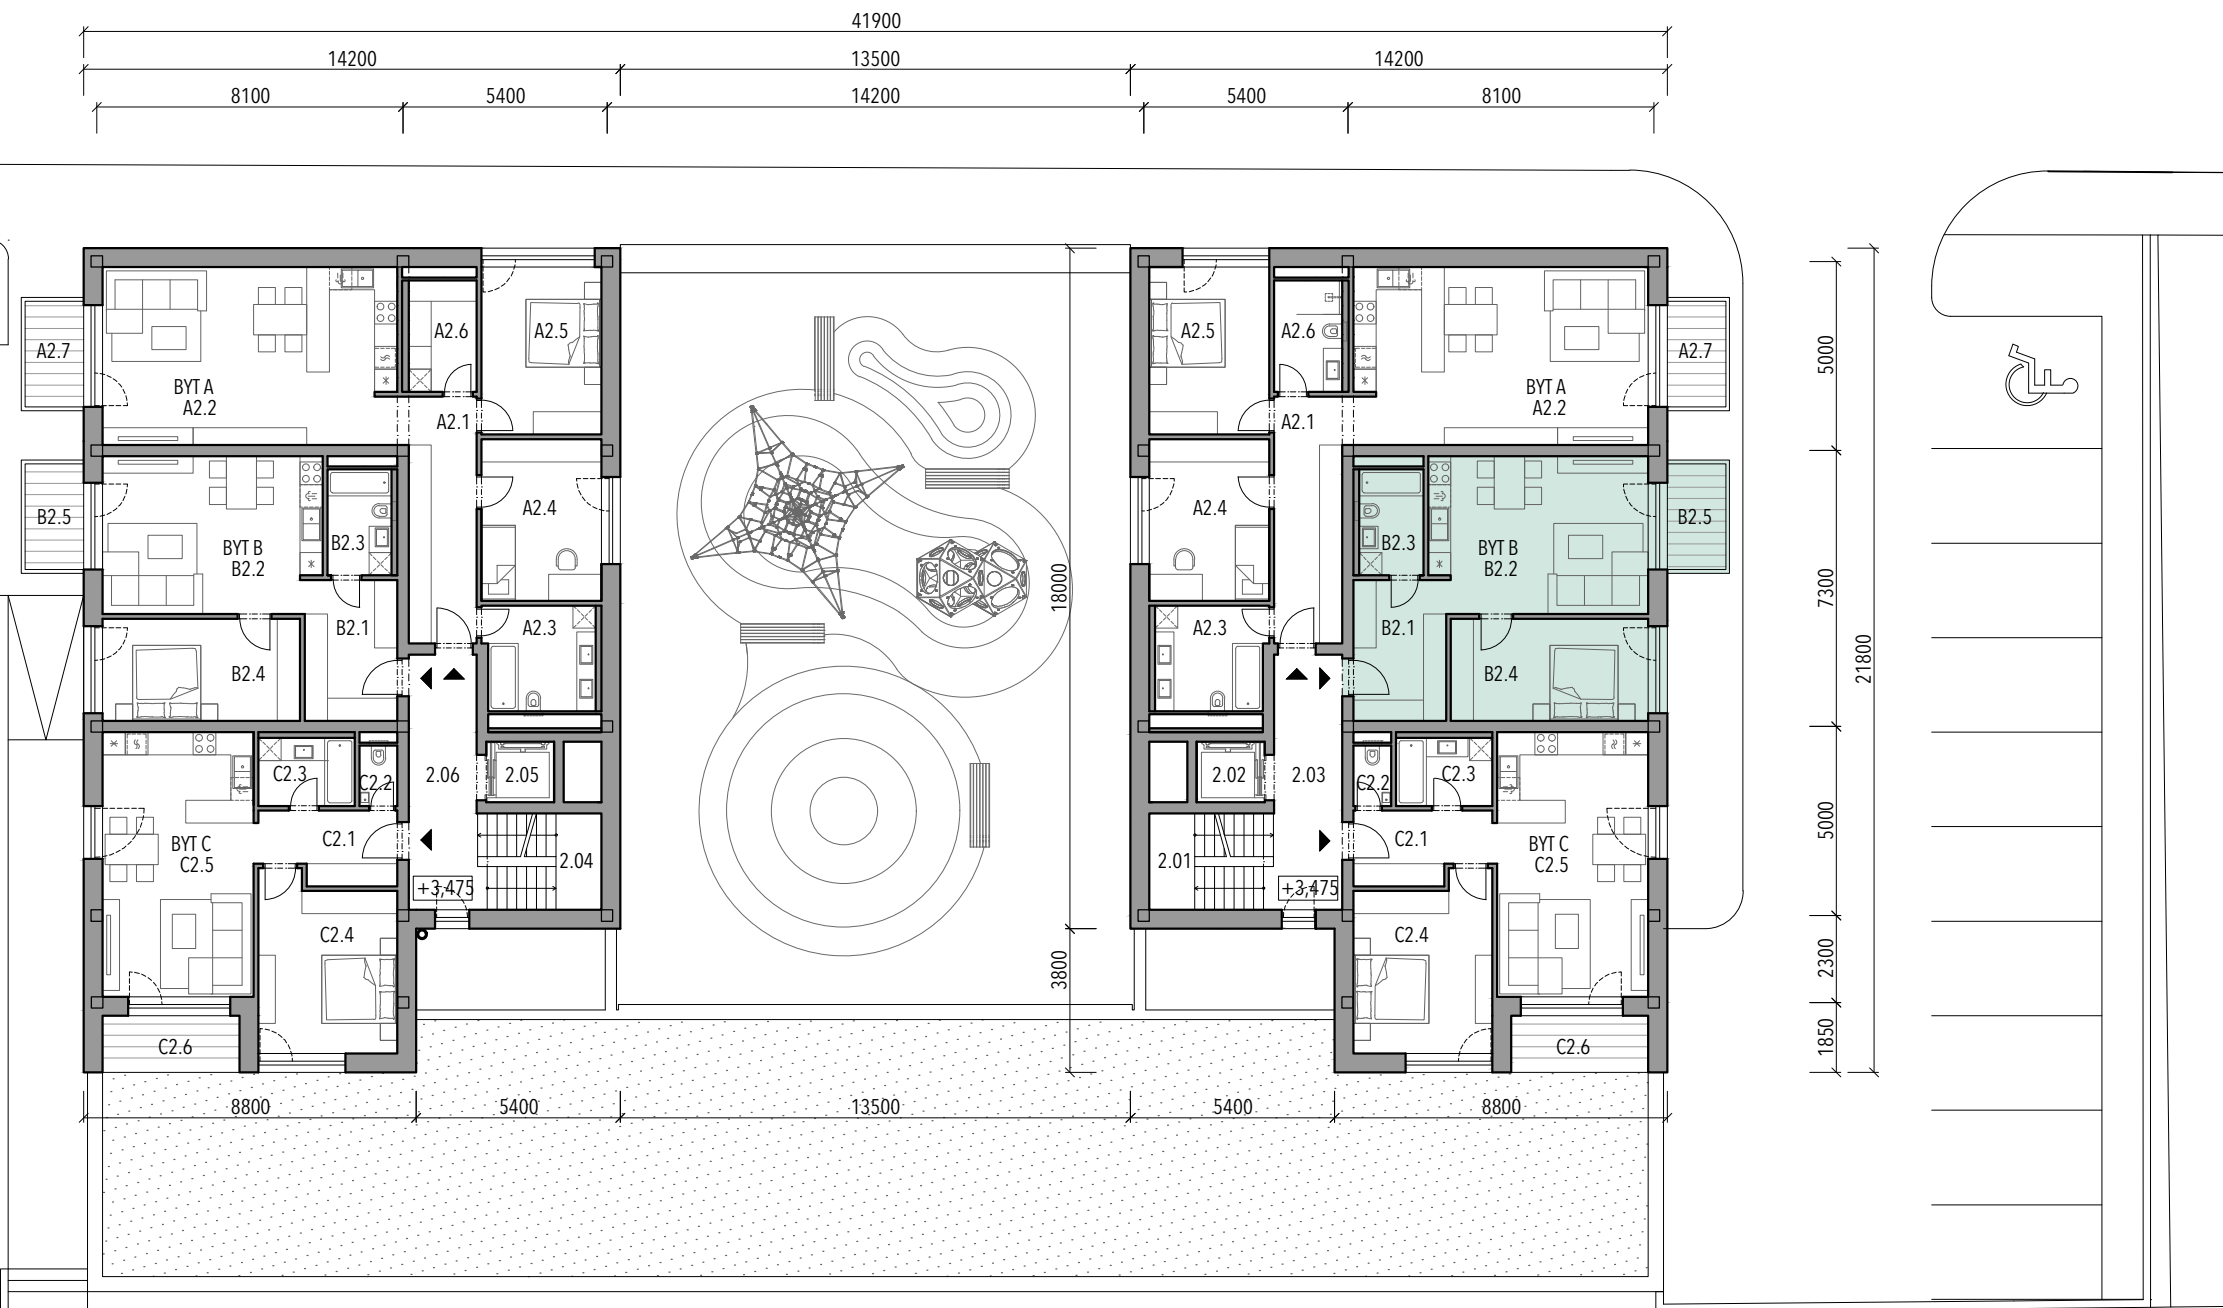 41900
14200
13500
14200
8100
5400
14200
5400
8100
A2.7
BYT A
A2.2
A2.6
A2.5
A2.1
B2.5
BYT B
B2.2
B2.3
A2.4
B2.1
A2.3
B2.4
C2.3
C2.2
2.06
2.05
BYT C
C2.5
C2.1
2.04
+3,475
C2.4
C2.6
18000
3800
A2.5
A2.6
A2.7
BYT A
A2.2
A2.1
A2.4
B2.3
BYT B
B2.2
B2.5
A2.3
B2.1
B2.4
2.02
2.03
C2.2
C2.3
2.01
C2.1
BYT C
C2.5
+3,475
C2.4
C2.6
5000
7300
21800
5000
2300
1850
8800
5400
13500
5400
8800